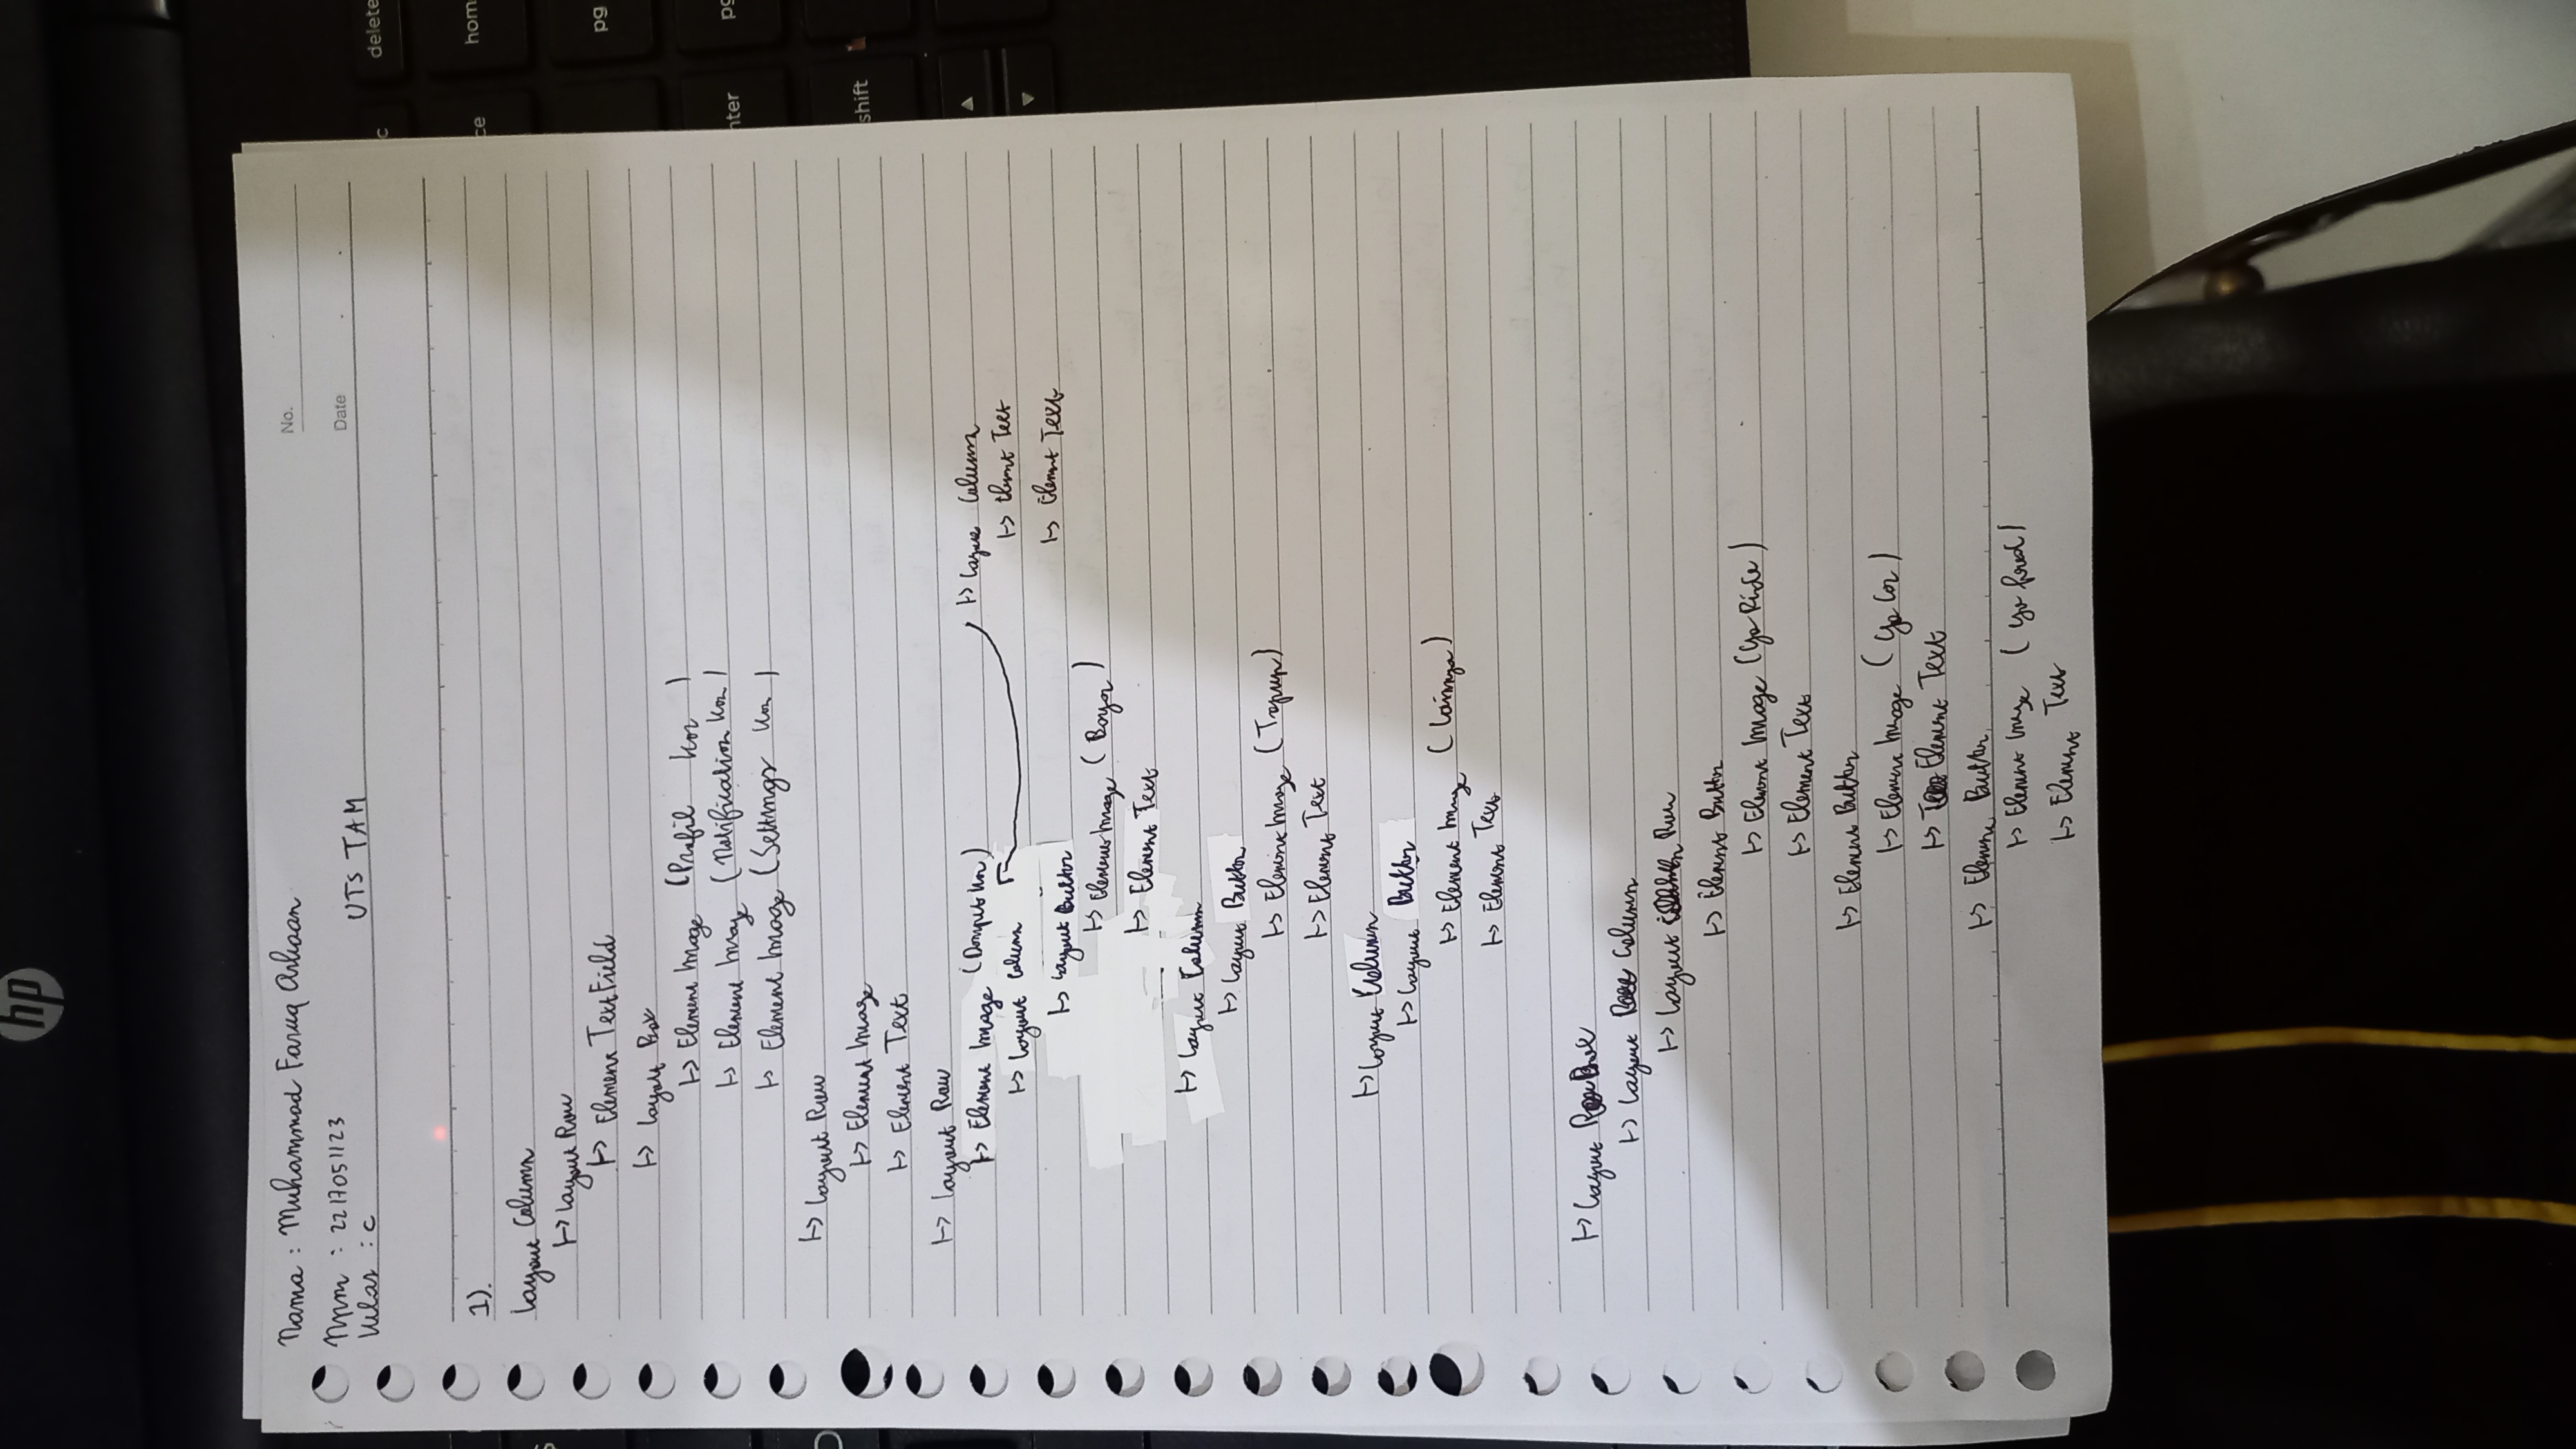 hp
Nama : Muhammad Faruq Arhaan
No.
Npm : 2217051123
Date
Kelas : C
UTS TAM
1).
Layout Column
↦ Layout Row
↦ Element TextField
↦ Layout Box
↦ Element Image (Profil Icon)
↦ Element Image (Notification Icon)
↦ Element Image (Settings Icon)
↦ Layout Row
↦ Element Image
↦ Element Text
↦ Layout Row
↦ Element Image (Dompet Icon)
↦ Layout Column
↦ Element Text
↦ Element Text
↦ Layout Column
↦ Layout Button
↦ Element Image (Bayar)
↦ Element Text
↦ Layout Column
↦ Layout Button
↦ Element Image (Topup)
↦ Element Text
↦ Layout Column
↦ Layout Button
↦ Element Image (Lainnya)
↦ Element Text
↦ Layout Box
↦ Layout Column
↦ Layout Row
↦ Element Button
↦ Element Image (Go Ride)
↦ Element Text
↦ Element Button
↦ Element Image (Go Car)
↦ Element Text
↦ Element Button
↦ Element Image (Go food)
↦ Element Text
delete
home
pg
pg
shift